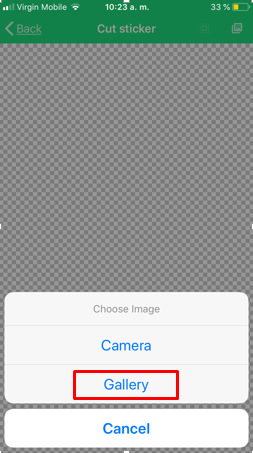 Virgin Mobile 10:23 a. m. 33 %
Back Cut sticker
Choose Image
Camera
Gallery
Cancel